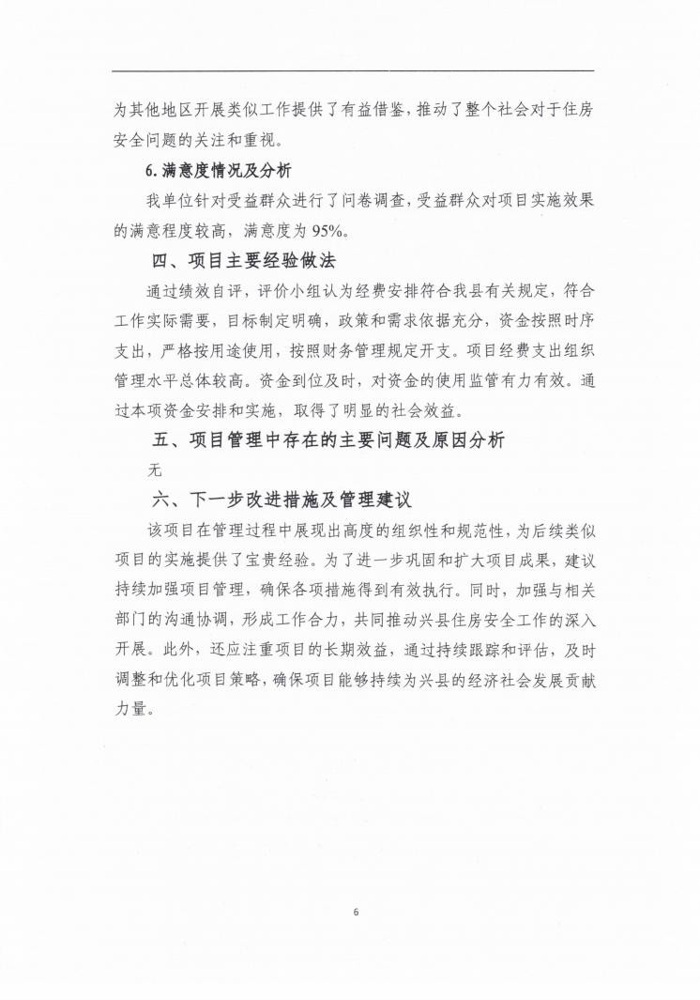 为其他地区开展类似工作提供了有益借鉴，推动了整个社会对于住房
安全问题的关注和重视。
6.满意度情况及分析
我单位针对受益群众进行了问卷调查，受益群众对项目实施效果
的满意程度较高，满意度为 95%。
四、项目主要经验做法
通过绩效自评，评价小组认为经费安排符合我县有关规定，符合
工作实际需要，目标制定明确，政策和需求依据充分，资金按照时序
支出，严格按用途使用，按照财务管理规定开支。项目经费支出组织
管理水平总体较高。资金到位及时，对资金的使用监管有力有效。通
过本项资金安排和实施，取得了明显的社会效益。
五、项目管理中存在的主要问题及原因分析
无
六、下一步改进措施及管理建议
该项目在管理过程中展现出高度的组织性和规范性，为后续类似
项目的实施提供了宝贵经验。为了进一步巩固和扩大项目成果，建议
持续加强项目管理，确保各项措施得到有效执行。同时，加强与相关
部门的沟通协调，形成工作合力，共同推动兴县住房安全工作的深入
开展。此外，还应注重项目的长期效益，通过持续跟踪和评估，及时
调整和优化项目策略，确保项目能够持续为兴县的经济社会发展贡献
力量。
6